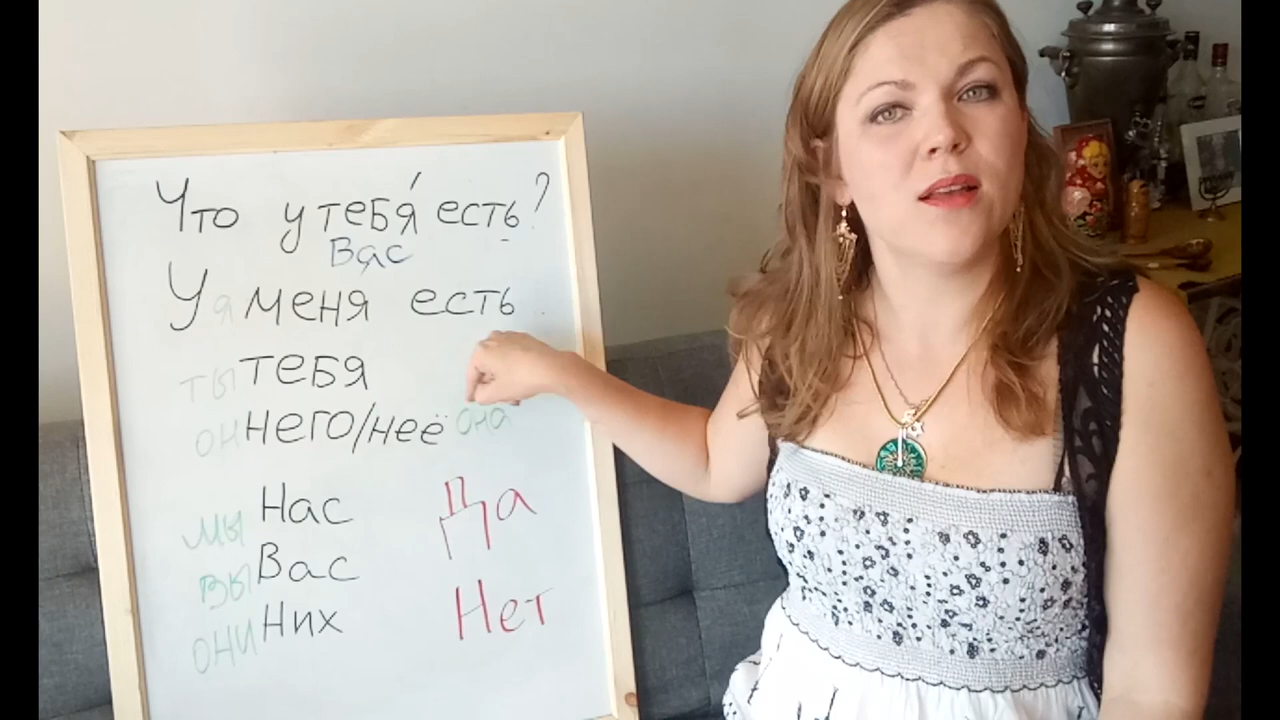 Что у тебя́ есть?
Вас
У я меня есть
ты тебя
он него/неё она
мы Нас Да
вы Вас
они Них Нет